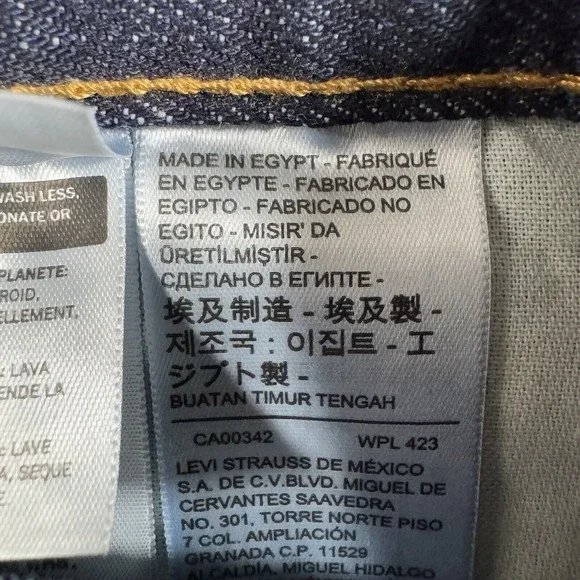 WASH LESS,
ONATE OR
PLANETE:
ROID,
ELLEMENT,
: LAVA
ENDE LA
: LAVE
A, SEQUE
E
MADE IN EGYPT - FABRIQUÉ
EN EGYPTE - FABRICADO EN
EGIPTO - FABRICADO NO
EGITO - MISIR' DA
ÜRETİLMİŞTİR -
СДЕЛАНО В ЕГИПТЕ -
埃及制造 - 埃及製 -
제조국 : 이집트 - エ
ジプト製 -
BUATAN TIMUR TENGAH
CA00342 WPL 423
LEVI STRAUSS DE MÉXICO
S.A. DE C.V.BLVD. MIGUEL DE
CERVANTES SAAVEDRA
NO. 301, TORRE NORTE PISO
7 COL. AMPLIACIÓN
GRANADA C.P. 11529
ALCALDÍA. MIGUEL HIDALGO